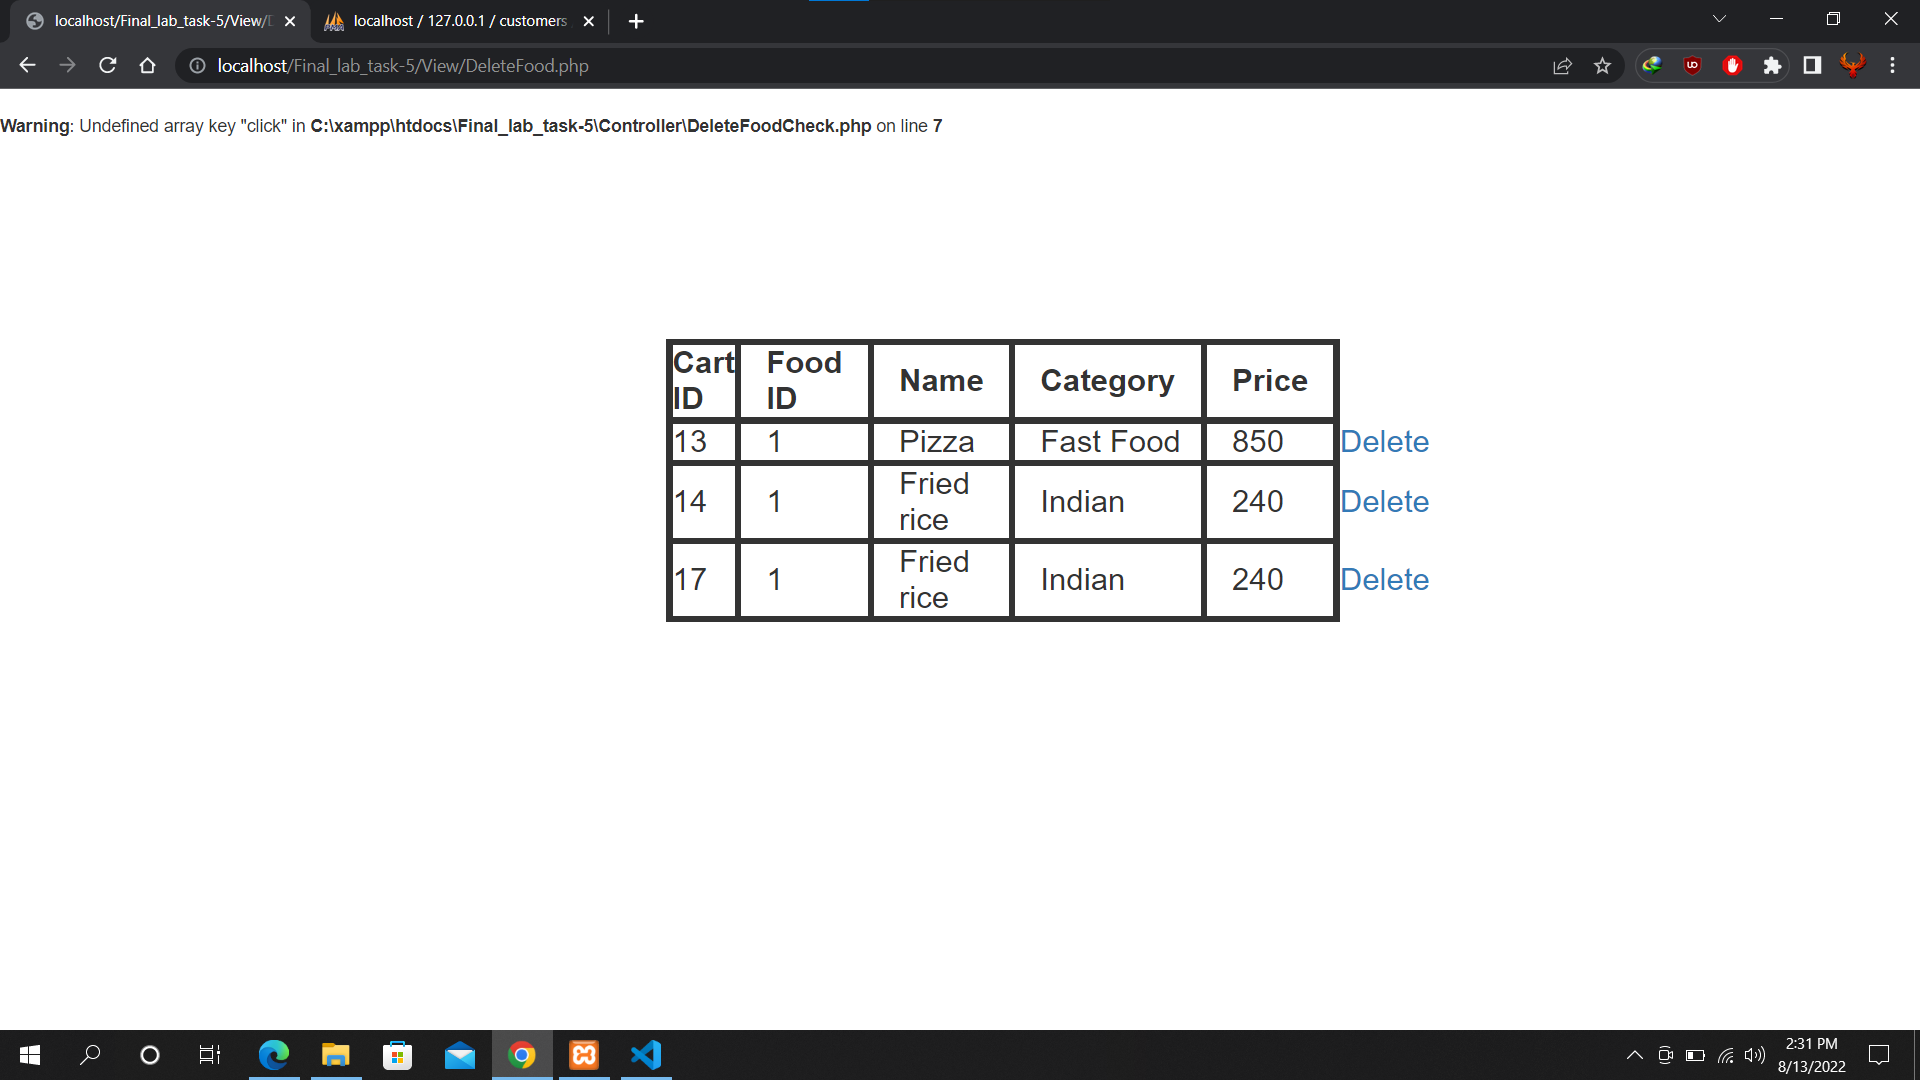 localhost/Final_lab_task-5/View/D
localhost / 127.0.0.1 / customers
localhost/Final_lab_task-5/View/DeleteFood.php
Warning: Undefined array key "click" in C:\xampp\htdocs\Final_lab_task-5\Controller\DeleteFoodCheck.php on line 7
Cart ID Food ID Name Category Price
13 1 Pizza Fast Food 850 Delete
14 1 Fried rice Indian 240 Delete
17 1 Fried rice Indian 240 Delete
2:31 PM
8/13/2022